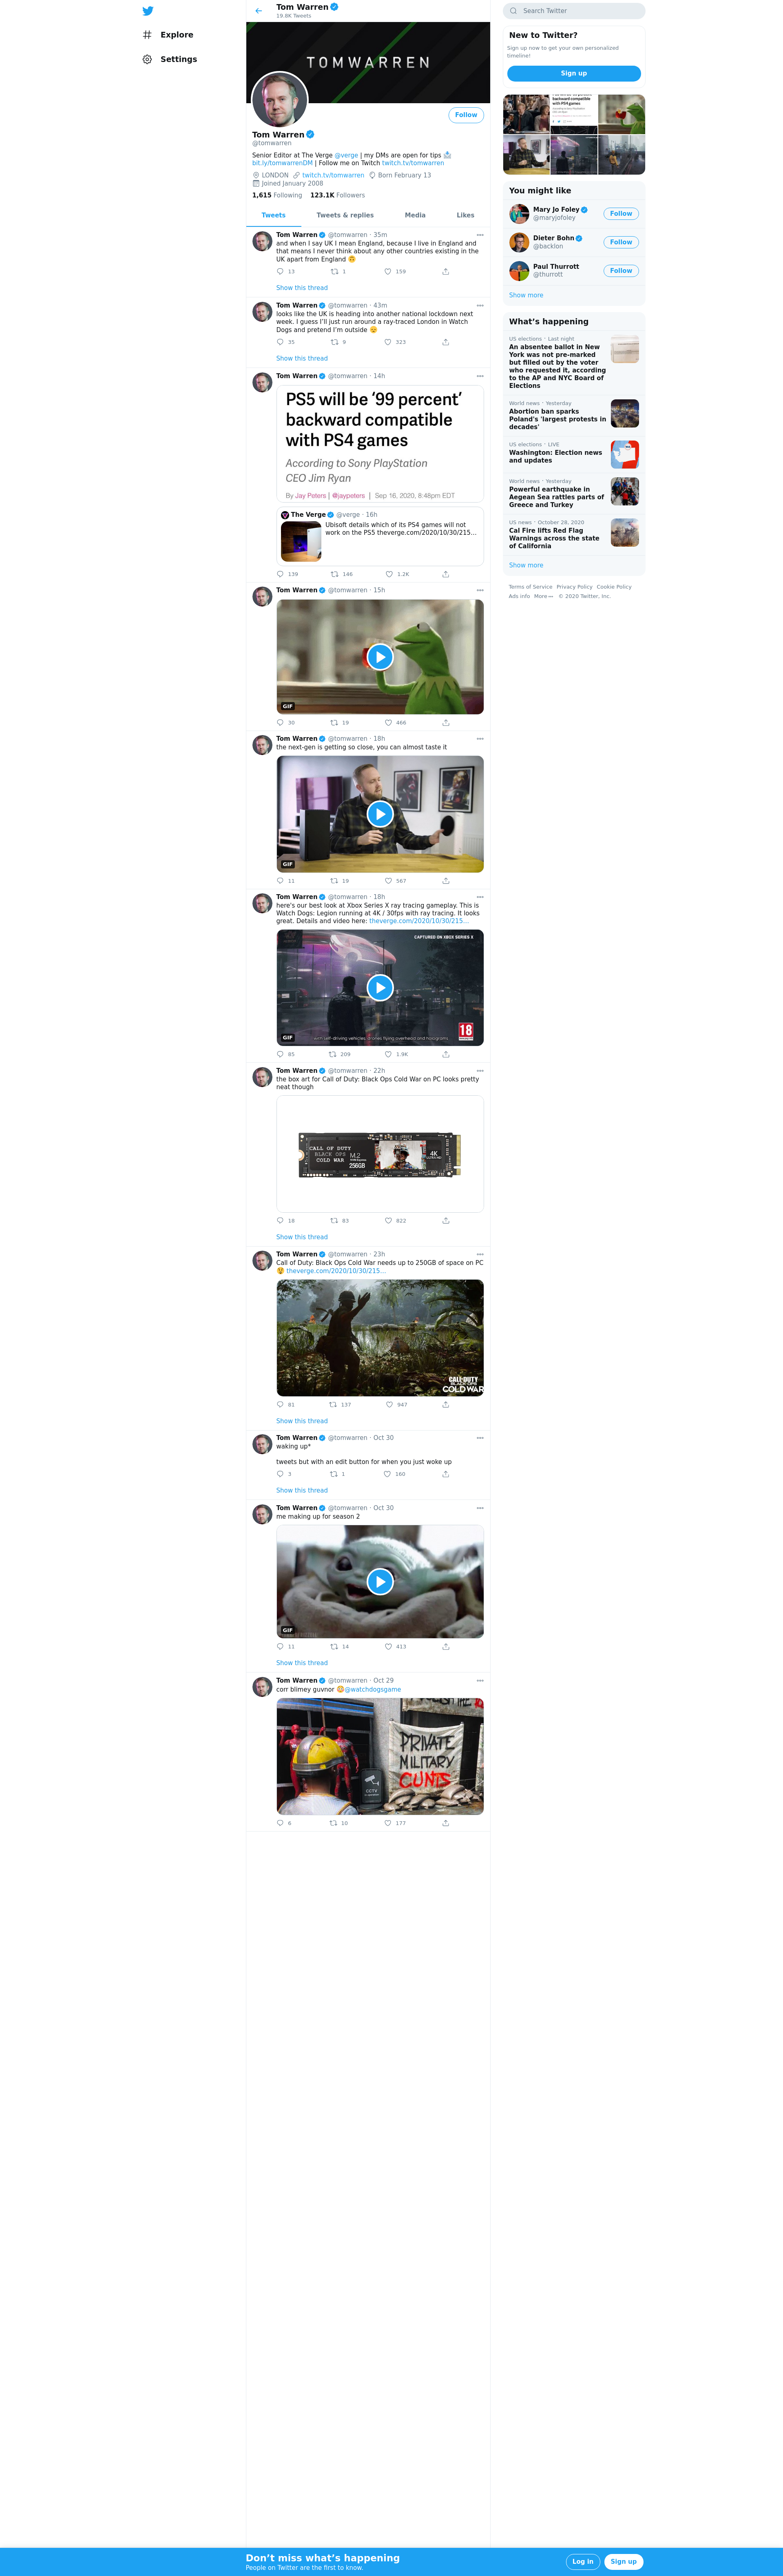 Explore
Settings
Tom Warren
19.8K Tweets
TOMWARREN
Follow
Tom Warren
@tomwarren
Senior Editor at The Verge @verge | my DMs are open for tips 📩
bit.ly/tomwarrenDM | Follow me on Twitch twitch.tv/tomwarren
LONDON twitch.tv/tomwarren Born February 13
Joined January 2008
1,615 Following 123.1K Followers
Tweets Tweets & replies Media Likes
Tom Warren @tomwarren · 35m
and when I say UK I mean England, because I live in England and
that means I never think about any other countries existing in the
UK apart from England 🙃
13 1 159
Show this thread
Tom Warren @tomwarren · 43m
looks like the UK is heading into another national lockdown next
week. I guess I'll just run around a ray-traced London in Watch
Dogs and pretend I'm outside 😔
35 9 323
Show this thread
Tom Warren @tomwarren · 14h
PS5 will be '99 percent'
backward compatible
with PS4 games
According to Sony PlayStation
CEO Jim Ryan
By Jay Peters | @jaypeters | Sep 16, 2020, 8:48pm EDT
The Verge @verge · 16h
Ubisoft details which of its PS4 games will not
work on the PS5 theverge.com/2020/10/30/215…
139 146 1.2K
Tom Warren @tomwarren · 15h
GIF
30 19 466
Tom Warren @tomwarren · 18h
the next-gen is getting so close, you can almost taste it
GIF
11 19 567
Tom Warren @tomwarren · 18h
here's our best look at Xbox Series X ray tracing gameplay. This is
Watch Dogs: Legion running at 4K / 30fps with ray tracing. It looks
great. Details and video here: theverge.com/2020/10/30/215…
CAPTURED ON XBOX SERIES X
GIF
with self-driving vehicles, drones flying overhead and holograms
18
85 209 1.9K
Tom Warren @tomwarren · 22h
the box art for Call of Duty: Black Ops Cold War on PC looks pretty
neat though
CALL OF DUTY
BLACK OPS
COLD WAR
M.2
256GB
4K
18 83 822
Show this thread
Tom Warren @tomwarren · 23h
Call of Duty: Black Ops Cold War needs up to 250GB of space on PC
😲 theverge.com/2020/10/30/215…
CALL OF DUTY
BLACK OPS
COLD WAR
81 137 947
Show this thread
Tom Warren @tomwarren · Oct 30
waking up*
tweets but with an edit button for when you just woke up
3 1 160
Show this thread
Tom Warren @tomwarren · Oct 30
me making up for season 2
GIF
11 14 413
Show this thread
Tom Warren @tomwarren · Oct 29
corr blimey guvnor 😳@watchdogsgame
PRIVATE
MILITARY
CUNTS
CCTV
6 10 177
Search Twitter
New to Twitter?
Sign up now to get your own personalized
timeline!
Sign up
You might like
Mary Jo Foley
@maryjofoley
Follow
Dieter Bohn
@backlon
Follow
Paul Thurrott
@thurrott
Follow
Show more
What's happening
US elections · Last night
An absentee ballot in New
York was not pre-marked
but filled out by the voter
who requested it, according
to the AP and NYC Board of
Elections
World news · Yesterday
Abortion ban sparks
Poland's 'largest protests in
decades'
US elections · LIVE
Washington: Election news
and updates
World news · Yesterday
Powerful earthquake in
Aegean Sea rattles parts of
Greece and Turkey
US news · October 28, 2020
Cal Fire lifts Red Flag
Warnings across the state
of California
Show more
Terms of Service Privacy Policy Cookie Policy
Ads info More © 2020 Twitter, Inc.
Don't miss what's happening
People on Twitter are the first to know.
Log in
Sign up